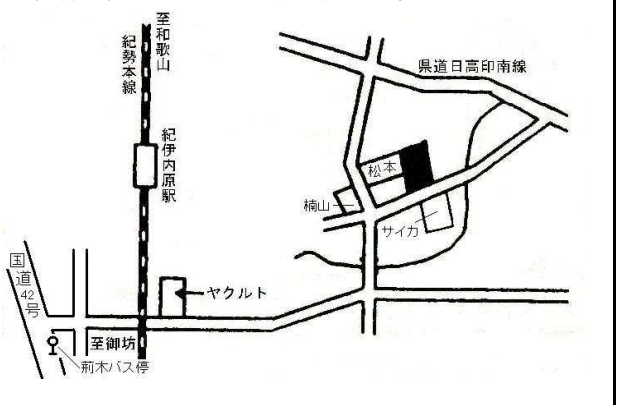 至和歌山
紀勢本線
県道日高印南線
紀伊内原駅
松本
楠山
サイカ
ヤクルト
国道42号
至御坊
荊木バス停